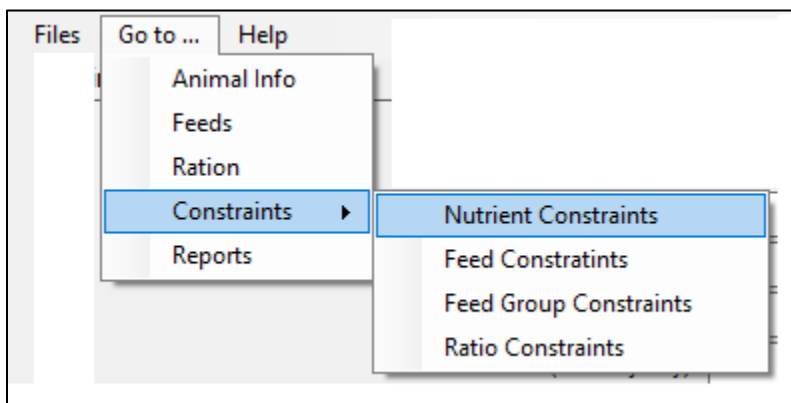 Files Go to ... Help
Animal Info
Feeds
Ration
Constraints
Reports
Nutrient Constraints
Feed Constratints
Feed Group Constraints
Ratio Constraints